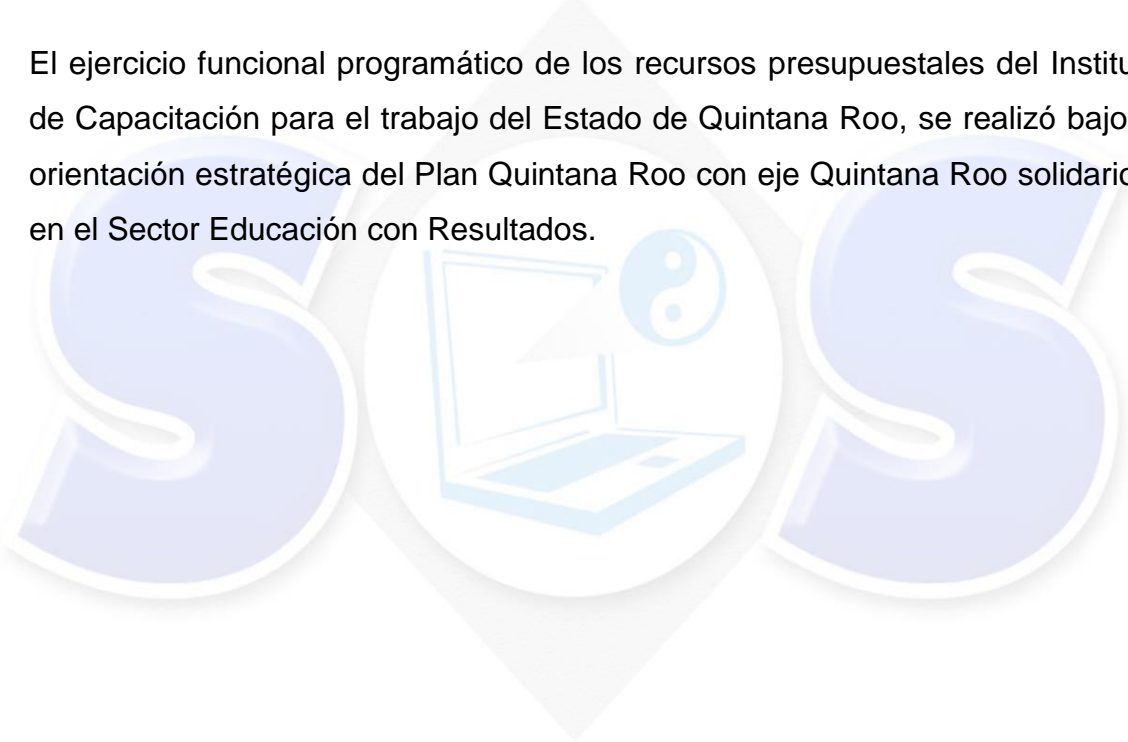 El ejercicio funcional programático de los recursos presupuestales del Institu
de Capacitación para el trabajo del Estado de Quintana Roo, se realizó bajo
orientación estratégica del Plan Quintana Roo con eje Quintana Roo solidario
en el Sector Educación con Resultados.
S S